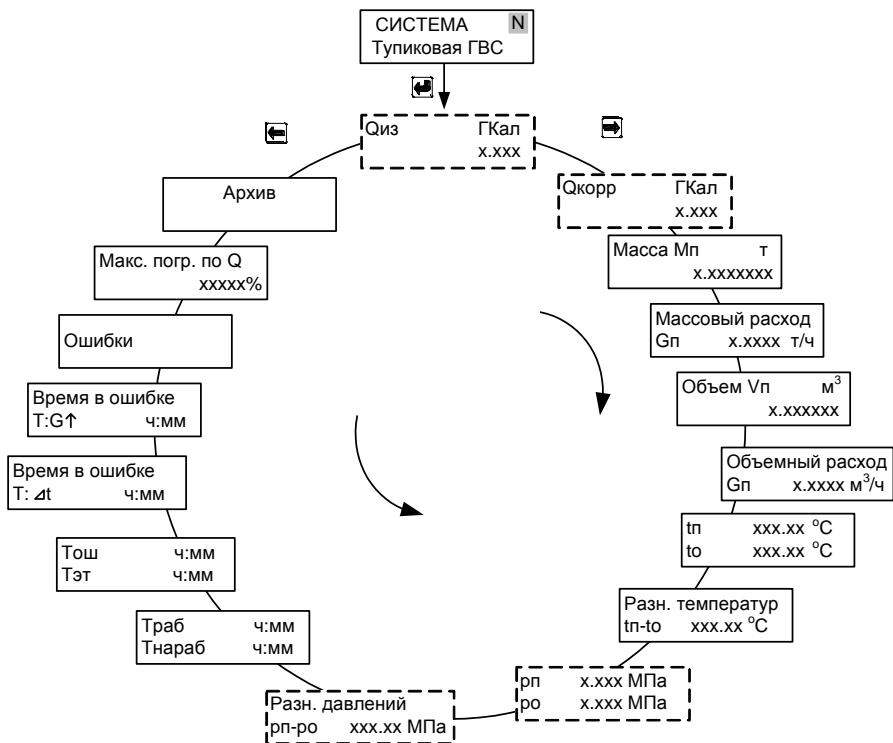 СИСТЕМА N
Тупиковая ГВС
Qиз ГКал
x.xxx
Qкорр ГКал
x.xxx
Масса Мп т
x.xxxxxxx
Массовый расход
Gп x.xxxx т/ч
Объем Vп м³
x.xxxxxx
Объемный расход
Gп x.xxxx м³/ч
tп xxx.xx °C
to xxx.xx °C
Разн. температур
tп-to xxx.xx °C
рп x.xxx МПа
ро x.xxx МПа
Разн. давлений
рп-ро xxx.xx МПа
Траб ч:мм
Тнараб ч:мм
Тош ч:мм
Тэт ч:мм
Время в ошибке
T: ⊿t ч:мм
Время в ошибке
T:G↑ ч:мм
Ошибки
Макс. погр. по Q
xxxxx%
Архив